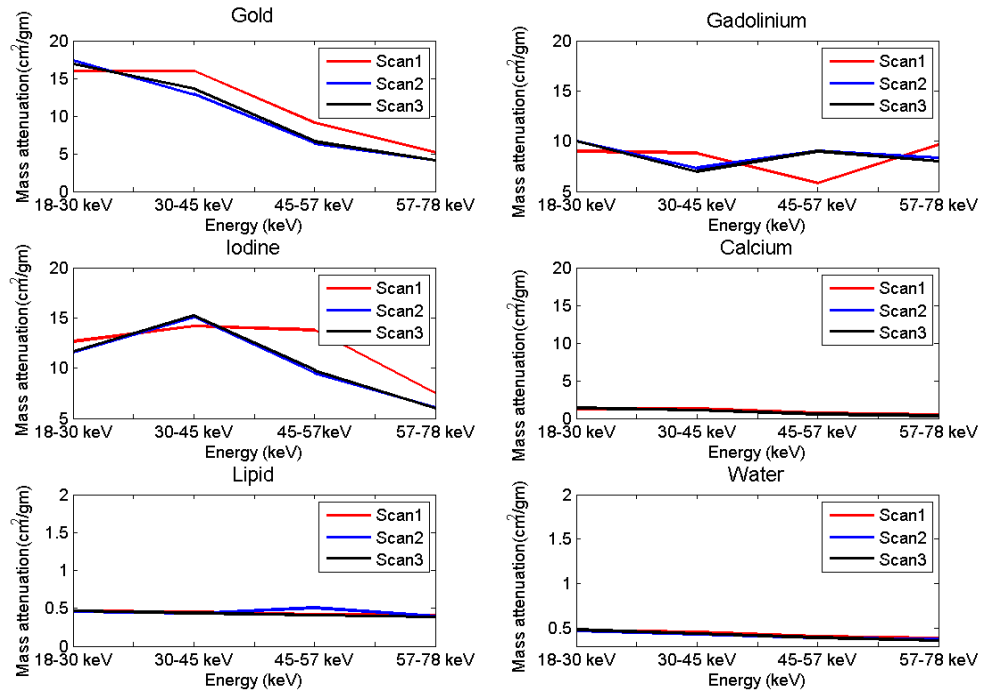 Gold
Mass attenuation(cm²/gm)
20
15
10
5
0
18-30 keV
30-45 keV
45-57 keV
57-78 keV
Energy (keV)
Scan1
Scan2
Scan3
Gadolinium
Mass attenuation(cm²/gm)
20
15
10
5
18-30 keV
30-45 keV
45-57 keV
57-78 keV
Energy (keV)
Scan1
Scan2
Scan3
Iodine
Mass attenuation(cm²/gm)
20
15
10
5
18-30 keV
30-45 keV
45-57 keV
57-78 keV
Energy (keV)
Scan1
Scan2
Scan3
Calcium
Mass attenuation(cm²/gm)
20
15
10
5
0
18-30 keV
30-45 keV
45-57 keV
57-78 keV
Energy (keV)
Scan1
Scan2
Scan3
Lipid
Mass attenuation(cm²/gm)
2
1.5
1
0.5
0
18-30 keV
30-45 keV
45-57 keV
57-78 keV
Energy (keV)
Scan1
Scan2
Scan3
Water
Mass attenuation(cm²/gm)
2
1.5
1
0.5
18-30 keV
30-45 keV
45-57 keV
57-78 keV
Energy (keV)
Scan1
Scan2
Scan3